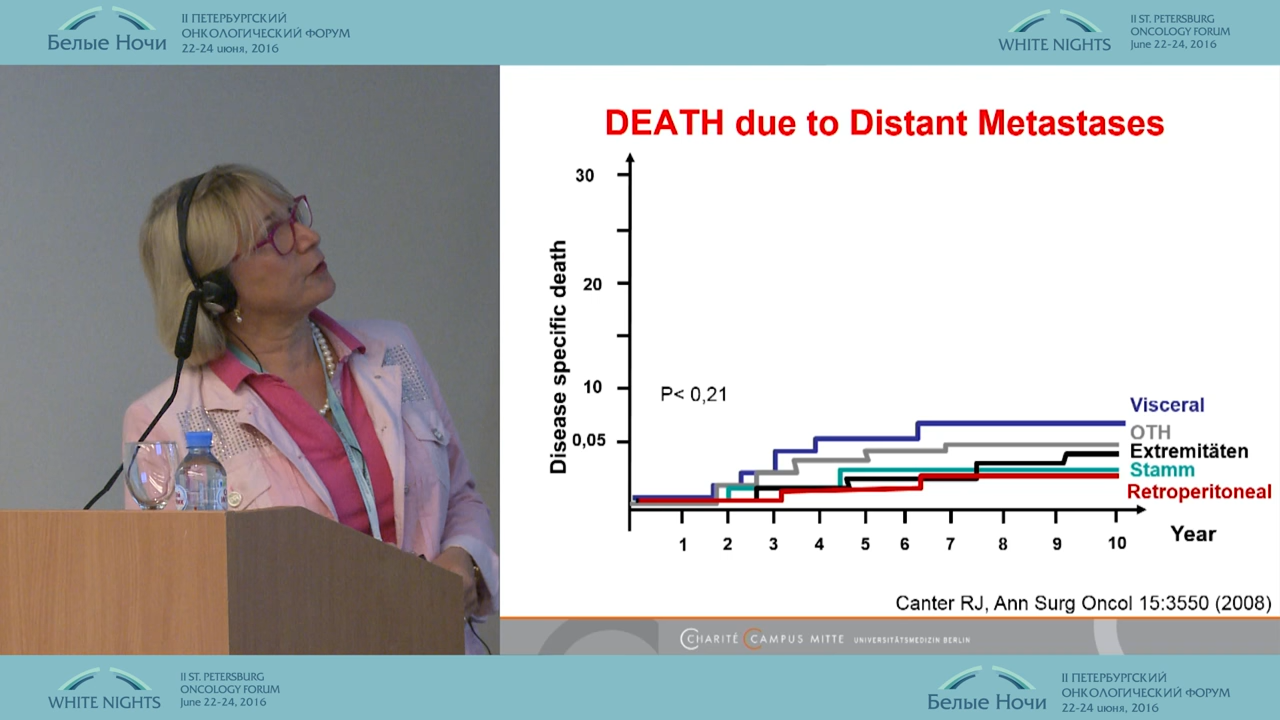 II ПЕТЕРБУРГСКИЙ
ОНКОЛОГИЧЕСКИЙ ФОРУМ
22-24 июня, 2016
Белые Ночи
II ST. PETERSBURG
ONCOLOGY FORUM
June 22-24, 2016
WHITE NIGHTS
DEATH due to Distant Metastases
30
20
10
0,05
Disease specific death
P< 0,21
Visceral
OTH
Extremitäten
Stamm
Retroperitoneal
1 2 3 4 5 6 7 8 9 10
Year
Canter RJ, Ann Surg Oncol 15:3550 (2008)
CHARITÉ CAMPUS MITTE UNIVERSITÄTSMEDIZIN BERLIN
II ST. PETERSBURG
ONCOLOGY FORUM
June 22-24, 2016
WHITE NIGHTS
II ПЕТЕРБУРГСКИЙ
ОНКОЛОГИЧЕСКИЙ ФОРУМ
22-24 июня, 2016
Белые Ночи